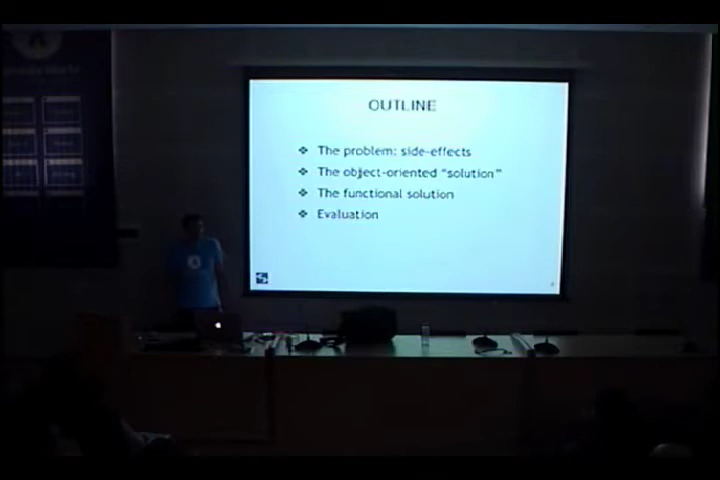 OUTLINE
The problem: side-effects
The object-oriented "solution"
The functional solution
Evaluation